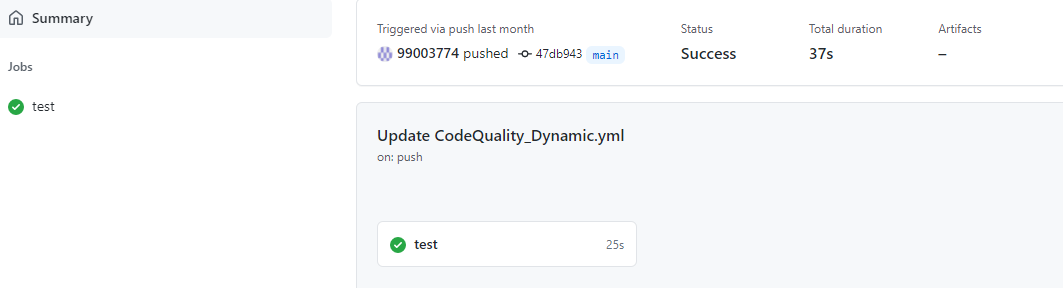 Summary
Jobs
test
Triggered via push last month
99003774 pushed 47db943 main
Status
Success
Total duration
37s
Artifacts
–
Update CodeQuality_Dynamic.yml
on: push
test 25s